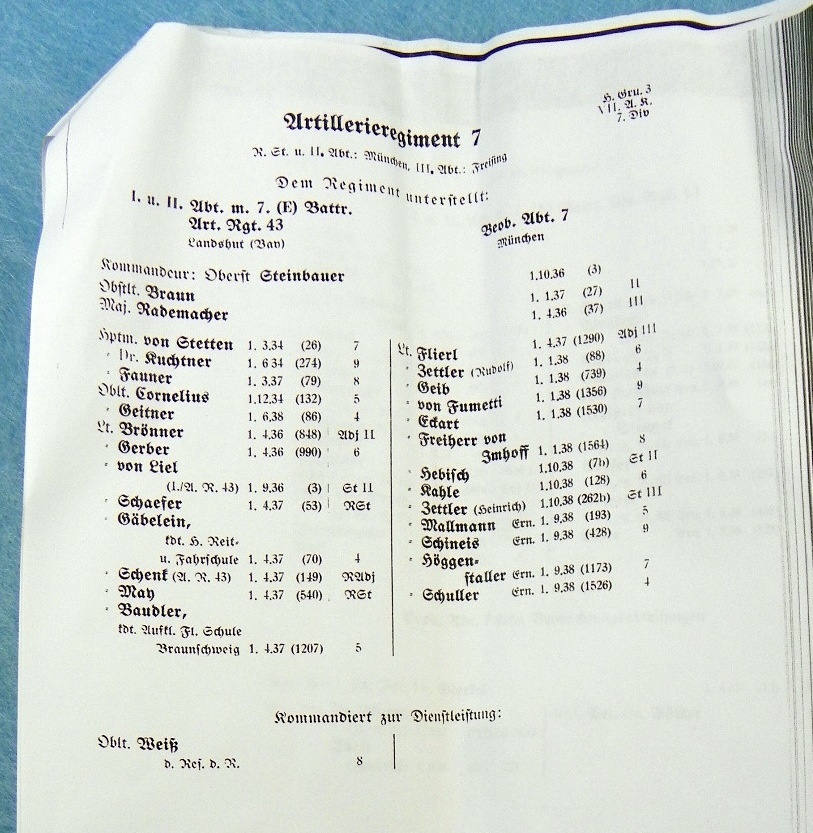 H. Gru. 3
VII. A. K.
7. Div
Artillerieregiment 7
R. St. u. II. Abt.: München, III. Abt.: Freising
Dem Regiment unterstellt:
I. u. II. Abt. m. 7. (E) Battr.
Art. Rgt. 43
Landshut (Bay)
Beob. Abt. 7
München
Kommandeur: Oberst Steinbauer 1.10.36 (3)
Obstlt. Braun 1. 1.37 (27) II
Maj. Rademacher 1. 4.36 (37) III
Hptm. von Stetten 1. 3.34 (26) 7
" Dr. Kuchtner 1. 6 34 (274) 9
" Fauner 1. 3.37 (79) 8
Oblt. Cornelius 1.12.34 (132) 5
" Geitner 1. 6.38 (86) 4
Lt. Brönner 1. 4.36 (848) Adj II
" Gerber 1. 4.36 (990) 6
" von Liel
(I./A. R. 43) 1. 9.36 (3) St II
" Schaefer 1. 4.37 (53) RSt
" Gäbelein,
kdt. H. Reit-
u. Fahrschule 1. 4.37 (70) 4
" Schenk (A. R. 43) 1. 4.37 (149) RAdj
" May 1. 4.37 (540) RSt
" Baudler,
kdt. Aufkl. Fl. Schule
Braunschweig 1. 4.37 (1207) 5
Lt. Flierl 1. 4.37 (1290) Adj III
" Zettler (Rudolf) 1. 1.38 (88) 6
" Geib 1. 1.38 (739) 4
" von Fumetti 1. 1.38 (1356) 9
" Eckart 1. 1.38 (1530) 7
" Freiherr von
Imhoff 1. 1.38 (1564) 8
" Hebisch 1.10.38 (7b) St II
" Kahle 1.10.38 (128) 6
" Zettler (Heinrich) 1.10.38 (262b) St III
" Mallmann Ern. 1. 9.38 (193) 5
" Schineis Ern. 1. 9.38 (428) 9
" Höggen-
staller Ern. 1. 9.38 (1173) 7
" Schuller Ern. 1. 9.38 (1526) 4
Kommandiert zur Dienstleistung:
Oblt. Weiß
d. Res. d. R. 8